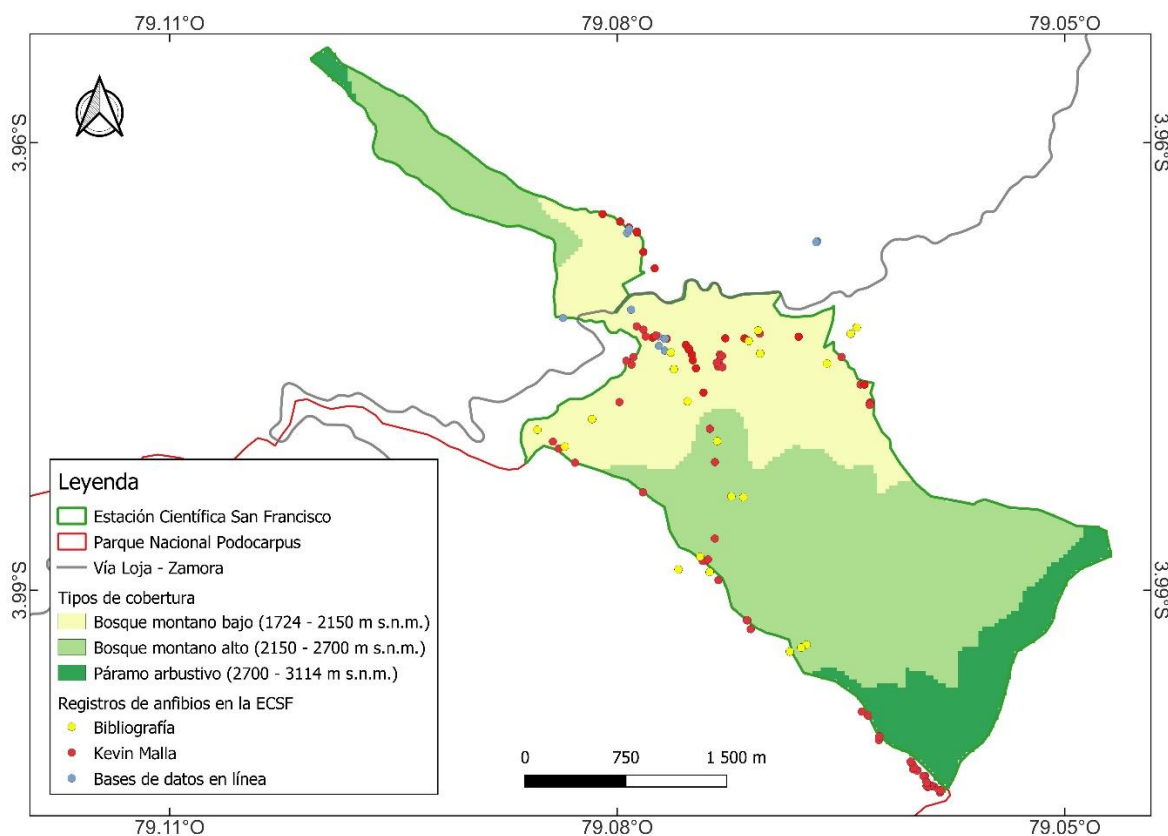 79.11°O
79.08°O
79.05°O
3.96°S
3.96°S
Leyenda
Estación Científica San Francisco
Parque Nacional Podocarpus
Vía Loja - Zamora
Tipos de cobertura
Bosque montano bajo (1724 - 2150 m s.n.m.)
Bosque montano alto (2150 - 2700 m s.n.m.)
Páramo arbustivo (2700 - 3114 m s.n.m.)
Registros de anfibios en la ECSF
Bibliografía
Kevin Malla
Bases de datos en línea
0 750 1 500 m
3.99°S
3.99°S
79.11°O
79.08°O
79.05°O